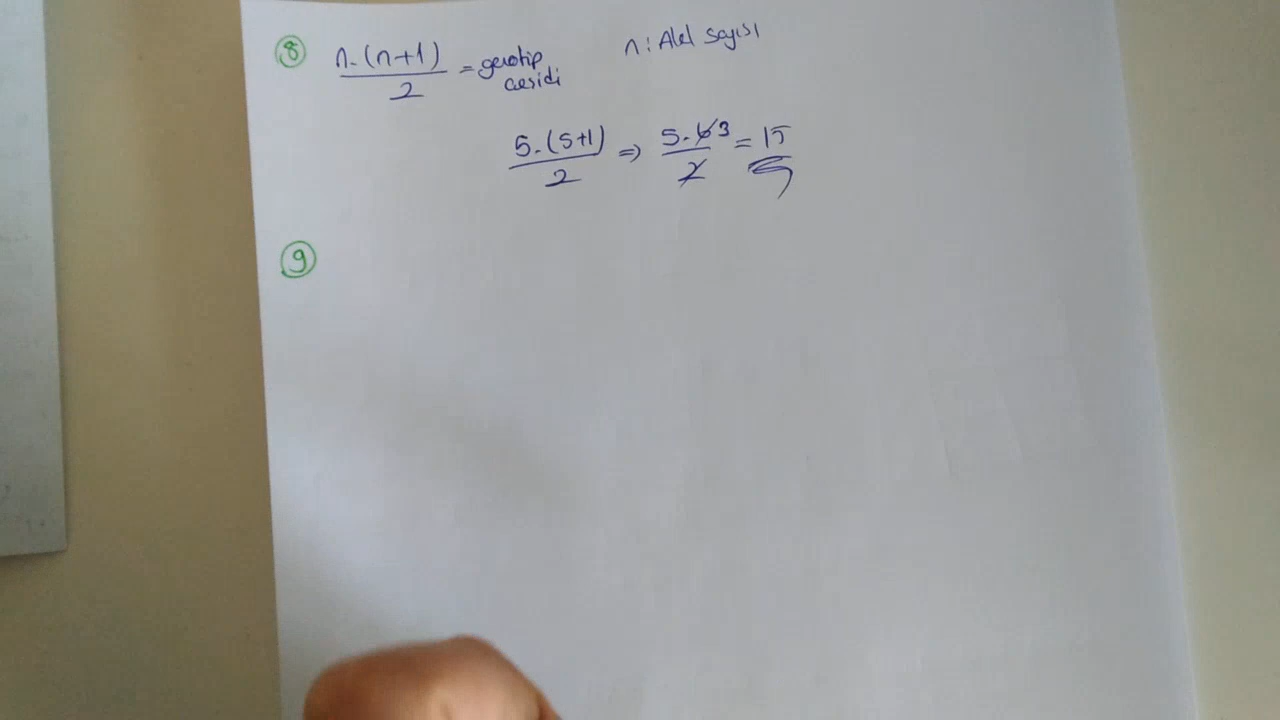 8 n.(n+1)/2 = genotip çeşidi n: Alel sayısı
5.(5+1)/2 ⇒ 5.6 3/2 = 15
9